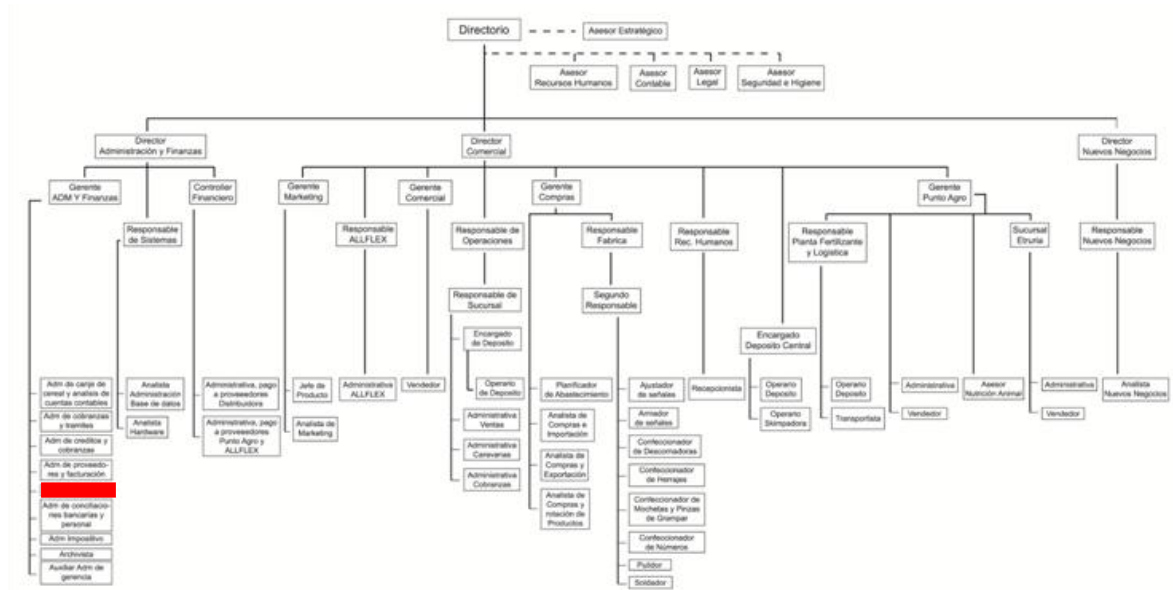 Directorio
Asesor Estratégico
Asesor
Recursos Humanos
Asesor
Contable
Asesor
Legal
Asesor
Seguridad e Higiene
Director
Administración y Finanzas
Director
Comercial
Director
Nuevos Negocios
Gerente
ADM Y Finanzas
Controller
Financiero
Gerente
Marketing
Gerente
Comercial
Gerente
Compras
Gerente
Punto Agro
Responsable
de Sistemas
Responsable
ALLFLEX
Responsable de
Operaciones
Responsable
Fabrica
Responsable
Rec. Humanos
Responsable
Planta Fertilizante
y Logística
Sucursal
Etruria
Responsable
Nuevos Negocios
Responsable de
Sucursal
Segundo
Responsable
Encargado
de Deposito
Encargado
Deposito Central
Adm de canje de
cereal y analisis de
cuentas contables
Adm de cobranzas
y tramites
Adm de creditos y
cobranzas
Adm de proveedo-
res y facturación
Adm de conciliacio-
nes bancarias y
personal
Adm Impositivo
Archivista
Auxiliar Adm de
gerencia
Analista
Administración
Base de datos
Analista
Hardware
Administrativa, pago
a proveedores
Distribuidora
Administrativa, pago
a proveedores
Punto Agro y
ALLFLEX
Jefe de
Producto
Analista de
Marketing
Administrativa
ALLFLEX
Vendedor
Operario
de Deposito
Administrativa
Ventas
Administrativa
Caravanas
Administrativa
Cobranzas
Planificador
de Abastecimiento
Analista de
Compras e
Importación
Analista de
Compras y
Exportación
Analista de
Compras y
rotación de
Productos
Ajustador
de señales
Armador
de señales
Confeccionador
de Descornadoras
Confeccionador
de Herrajes
Confeccionador de
Mochetas y Pinzas
de Grampar
Confeccionador
de Números
Pulidor
Soldador
Recepcionista
Operario
Deposito
Operario
Skimpadora
Operario
Deposito
Transportista
Administrativa
Vendedor
Asesor
Nutrición Animal
Administrativa
Vendedor
Analista
Nuevos Negocios